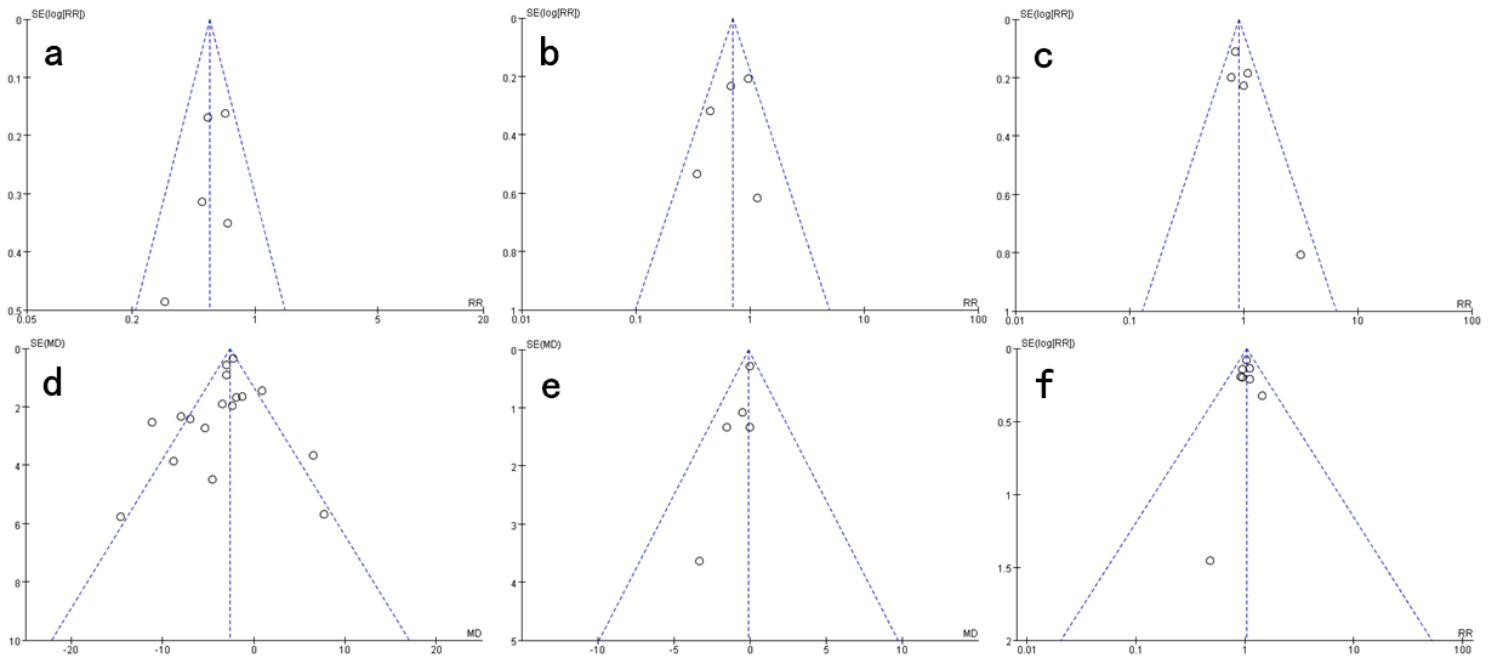 SE(log[RR])
a
0
0.1
0.2
0.3
0.4
0.5
RR
0.05 0.2 1 5 20
SE(log[RR])
b
0
0.2
0.4
0.6
0.8
1
RR
0.01 0.1 1 10 100
SE(log[RR])
c
0
0.2
0.4
0.6
0.8
1
RR
0.01 0.1 1 10 100
SE(MD)
d
0
2
4
6
8
10
MD
-20 -10 0 10 20
SE(MD)
e
0
1
2
3
4
5
MD
-10 -5 0 5 10
SE(log[RR])
f
0
0.5
1
1.5
2
RR
0.01 0.1 1 10 100